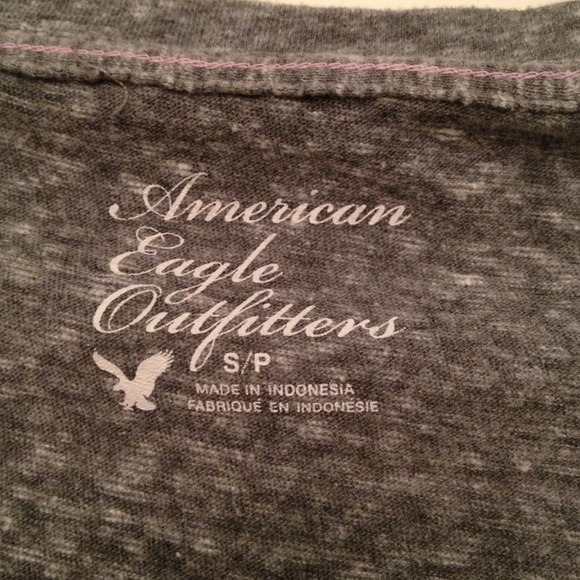 American
Eagle
Outfitters
S/P
MADE IN INDONESIA
FABRIQUÉ EN INDONÉSIE